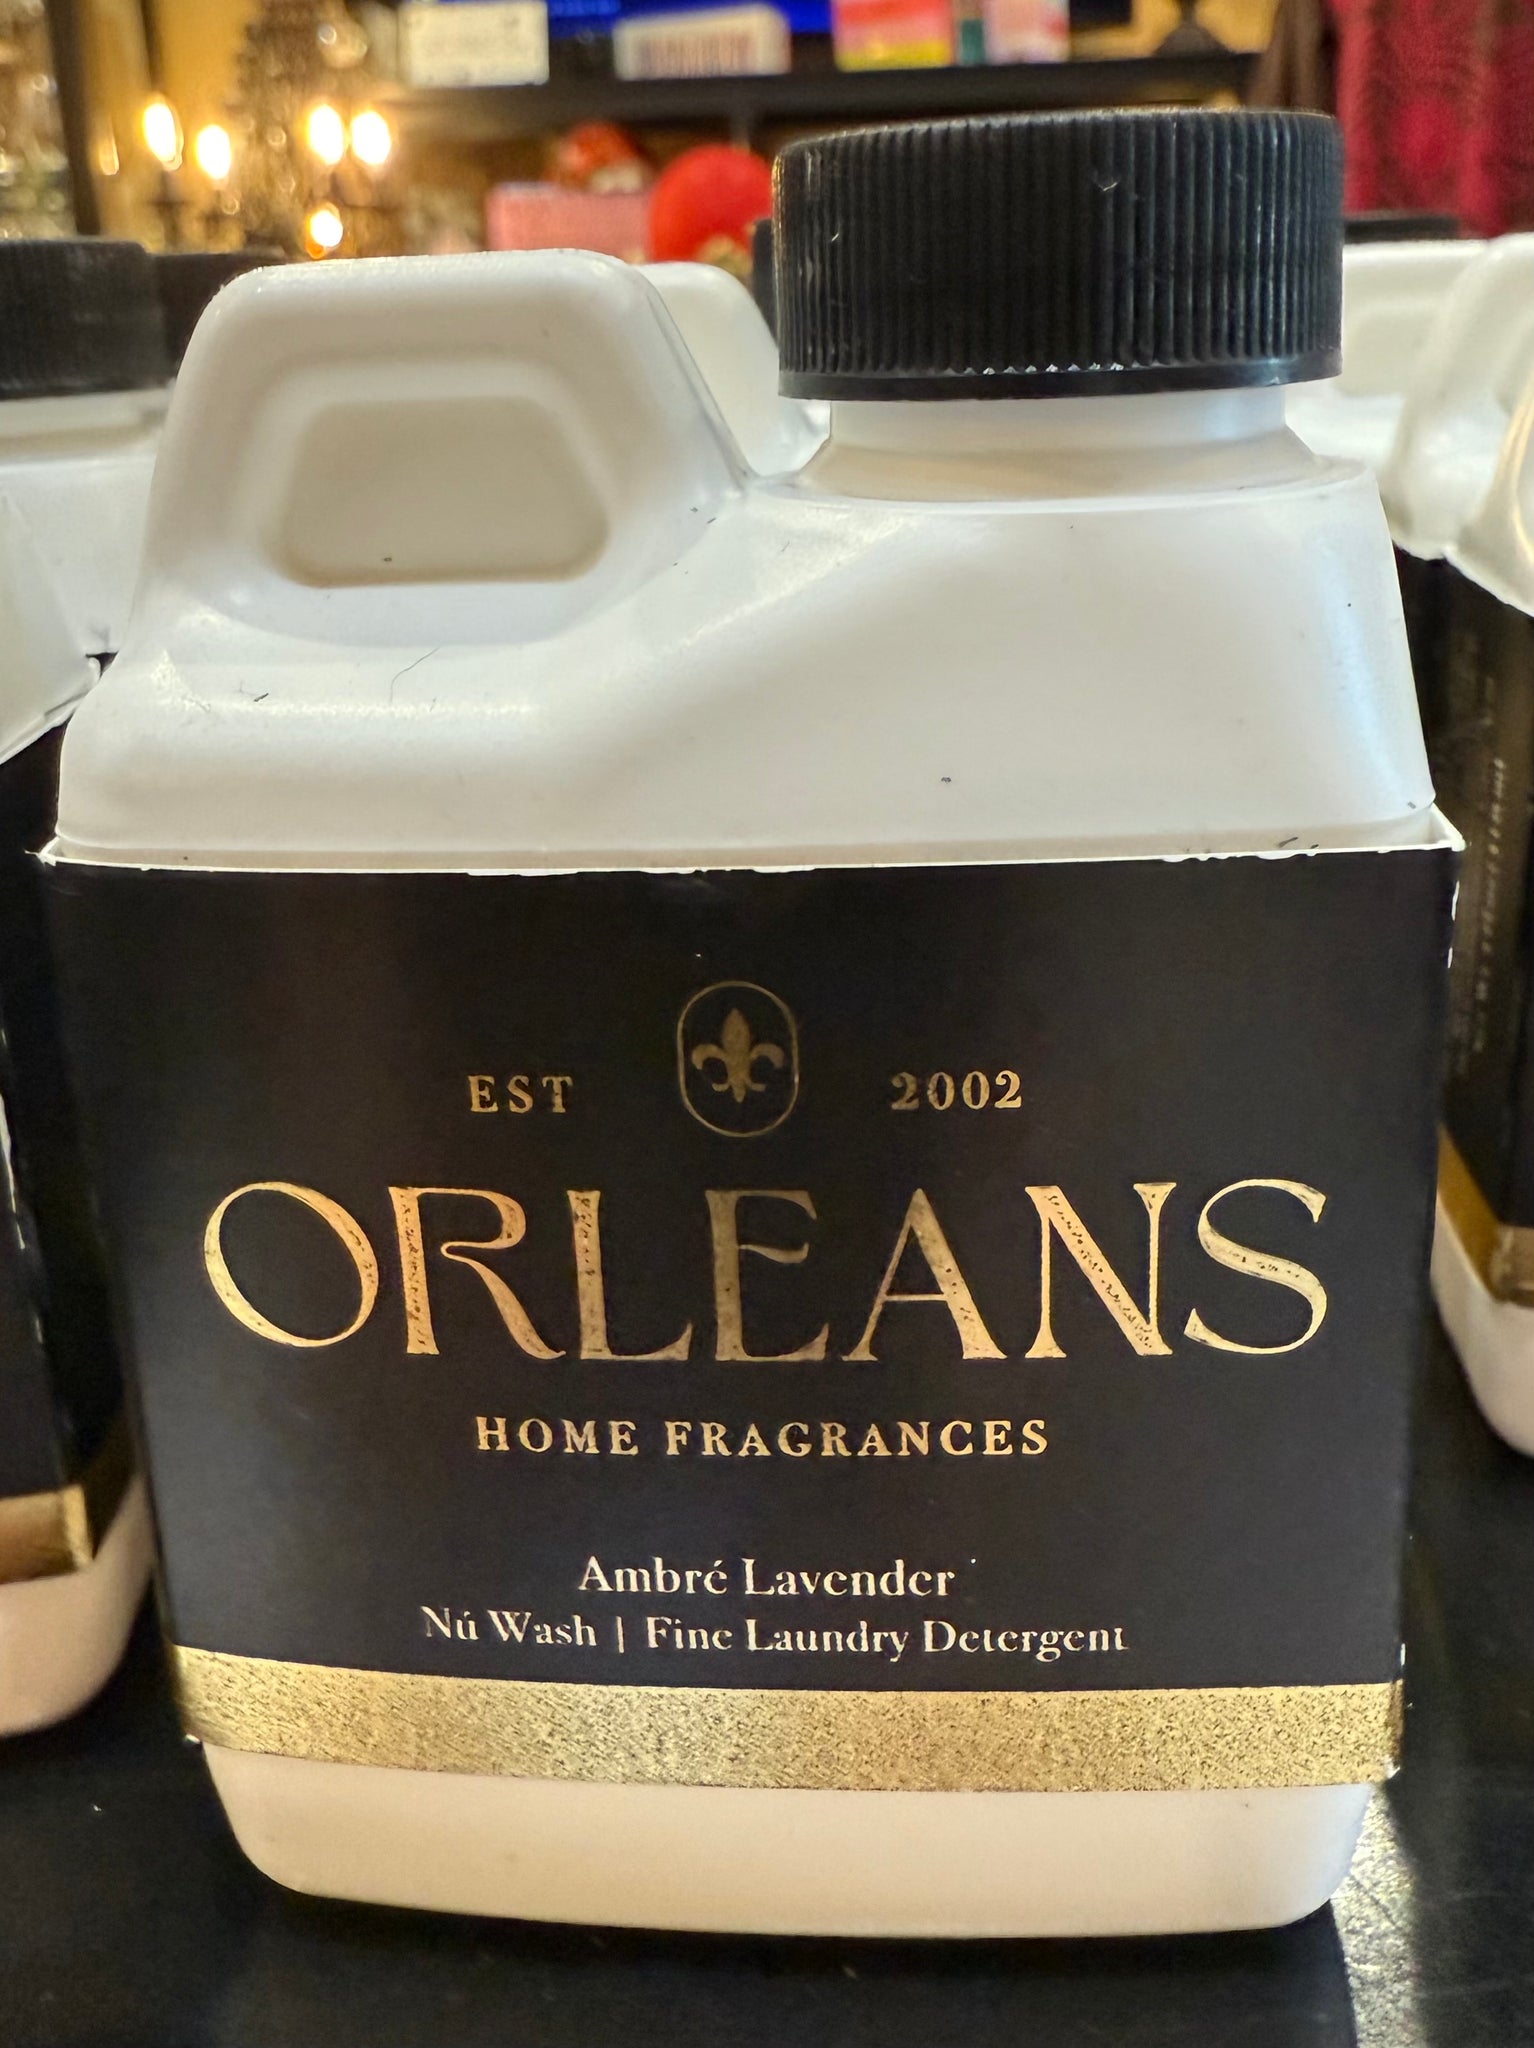 EST 2002
ORLEANS
HOME FRAGRANCES
Ambré Lavender
Nú Wash | Fine Laundry Detergent